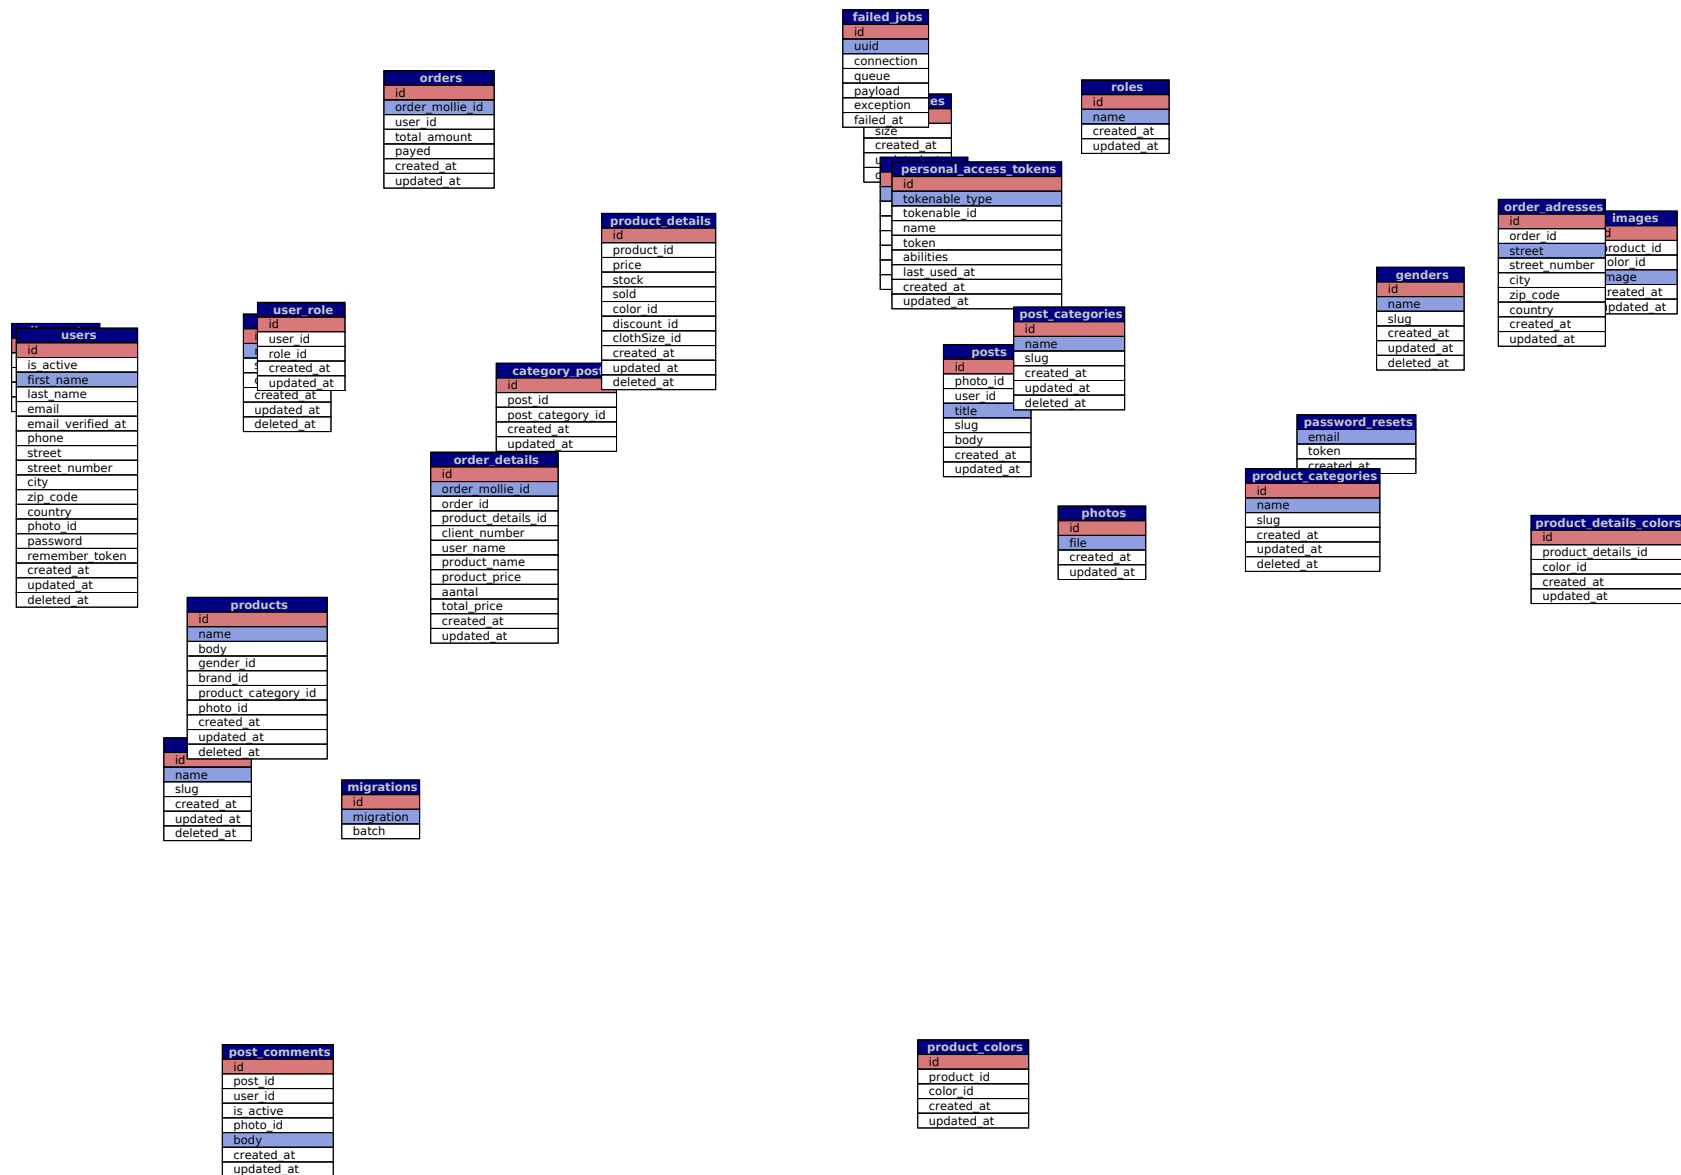 failed_jobs
id
uuid
connection
queue
payload
exception
failed_at
size
created_at
orders
id
order_mollie_id
user_id
total_amount
payed
created_at
updated_at
roles
id
name
created_at
updated_at
personal_access_tokens
id
tokenable_type
tokenable_id
name
token
abilities
last_used_at
created_at
updated_at
product_details
id
product_id
price
stock
sold
color_id
discount_id
clothSize_id
created_at
updated_at
deleted_at
order_adresses
id
order_id
street
street_number
city
zip_code
country
created_at
updated_at
images
genders
id
name
slug
created_at
updated_at
deleted_at
user_role
id
user_id
role_id
created_at
updated_at
created_at
updated_at
deleted_at
post_categories
id
name
slug
created_at
updated_at
deleted_at
posts
id
photo_id
user_id
title
slug
body
created_at
updated_at
users
id
is_active
first_name
last_name
email
email_verified_at
phone
street
street_number
city
zip_code
country
photo_id
password
remember_token
created_at
updated_at
deleted_at
category_post
id
post_id
post_category_id
created_at
updated_at
password_resets
email
token
created_at
order_details
id
order_mollie_id
order_id
product_details_id
client_number
user_name
product_name
product_price
aantal
total_price
created_at
updated_at
product_categories
id
name
slug
created_at
updated_at
deleted_at
photos
id
file
created_at
updated_at
product_details_colors
id
product_details_id
color_id
created_at
updated_at
products
id
name
body
gender_id
brand_id
product_category_id
photo_id
created_at
updated_at
deleted_at
id
name
slug
created_at
updated_at
deleted_at
migrations
id
migration
batch
post_comments
id
post_id
user_id
is_active
photo_id
body
created_at
updated_at
product_colors
id
product_id
color_id
created_at
updated_at